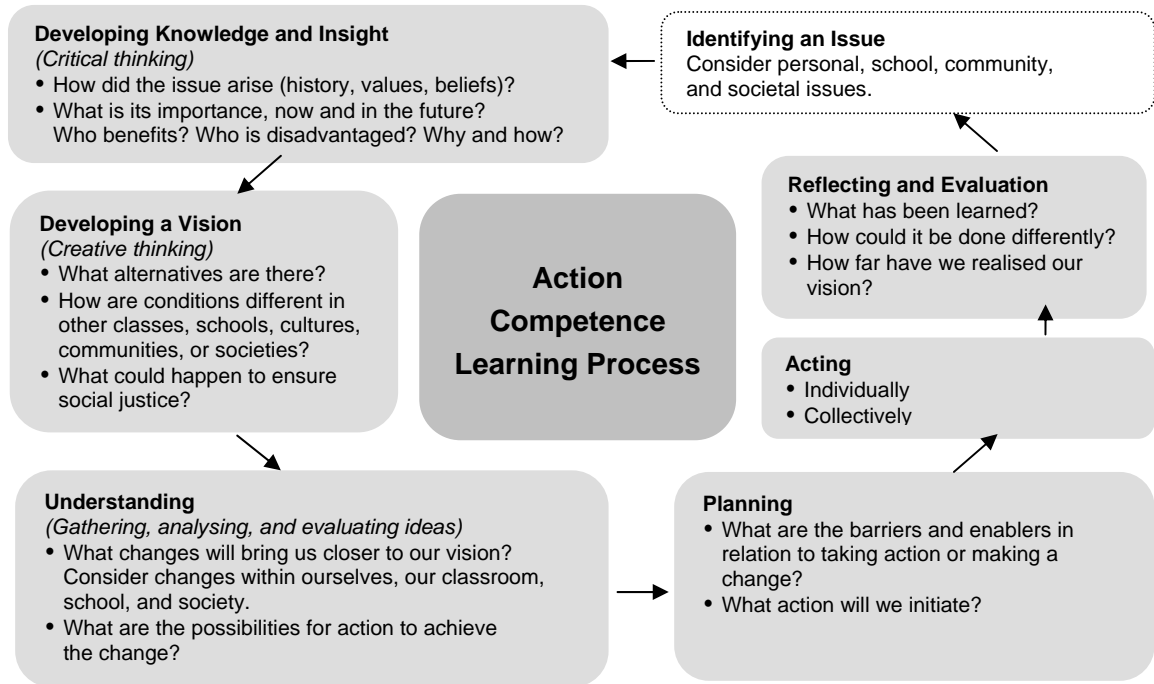 Developing Knowledge and Insight
(Critical thinking)
• How did the issue arise (history, values, beliefs)?
• What is its importance, now and in the future?
Who benefits? Who is disadvantaged? Why and how?
Identifying an Issue
Consider personal, school, community,
and societal issues.
Developing a Vision
(Creative thinking)
• What alternatives are there?
• How are conditions different in
other classes, schools, cultures,
communities, or societies?
• What could happen to ensure
social justice?
Action
Competence
Learning Process
Reflecting and Evaluation
• What has been learned?
• How could it be done differently?
• How far have we realised our
vision?
Acting
• Individually
• Collectively
Understanding
(Gathering, analysing, and evaluating ideas)
• What changes will bring us closer to our vision?
Consider changes within ourselves, our classroom,
school, and society.
• What are the possibilities for action to achieve
the change?
Planning
• What are the barriers and enablers in
relation to taking action or making a
change?
• What action will we initiate?